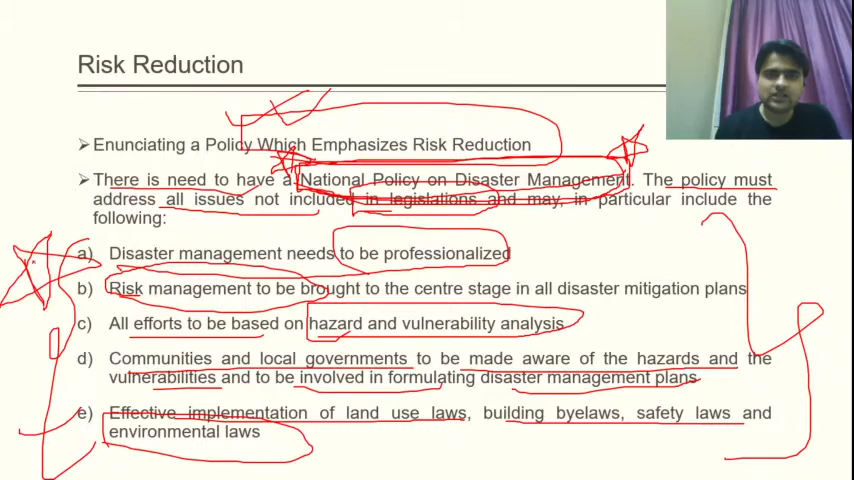 Risk Reduction
➢Enunciating a Policy Which Emphasizes Risk Reduction
➢There is need to have a National Policy on Disaster Management. The policy must
address all issues not included in legislations and may, in particular include the
following:
a) Disaster management needs to be professionalized
b) Risk management to be brought to the centre stage in all disaster mitigation plans
c) All efforts to be based on hazard and vulnerability analysis
d) Communities and local governments to be made aware of the hazards and the
vulnerabilities and to be involved in formulating disaster management plans
e) Effective implementation of land use laws, building byelaws, safety laws and
environmental laws